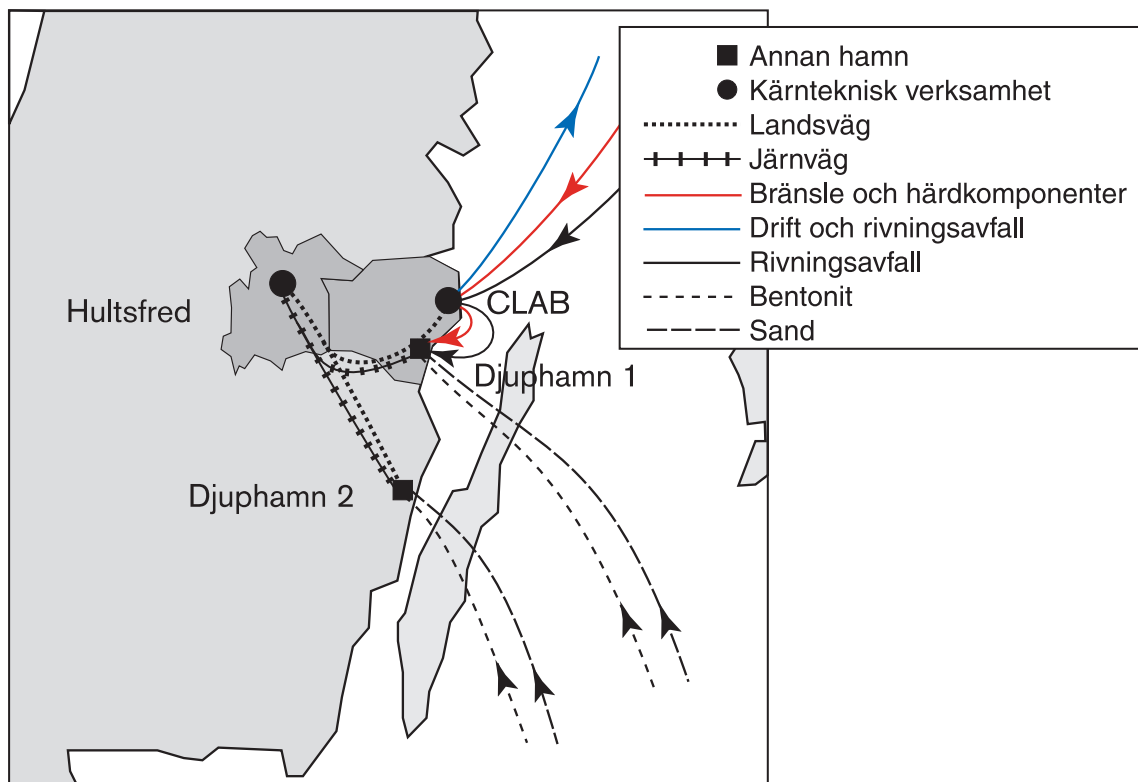 Annan hamn
Kärnteknisk verksamhet
Landsväg
Järnväg
Bränsle och härdkomponenter
Drift och rivningsavfall
Rivningsavfall
Bentonit
Sand
Hultsfred
CLAB
Djuphamn 1
Djuphamn 2